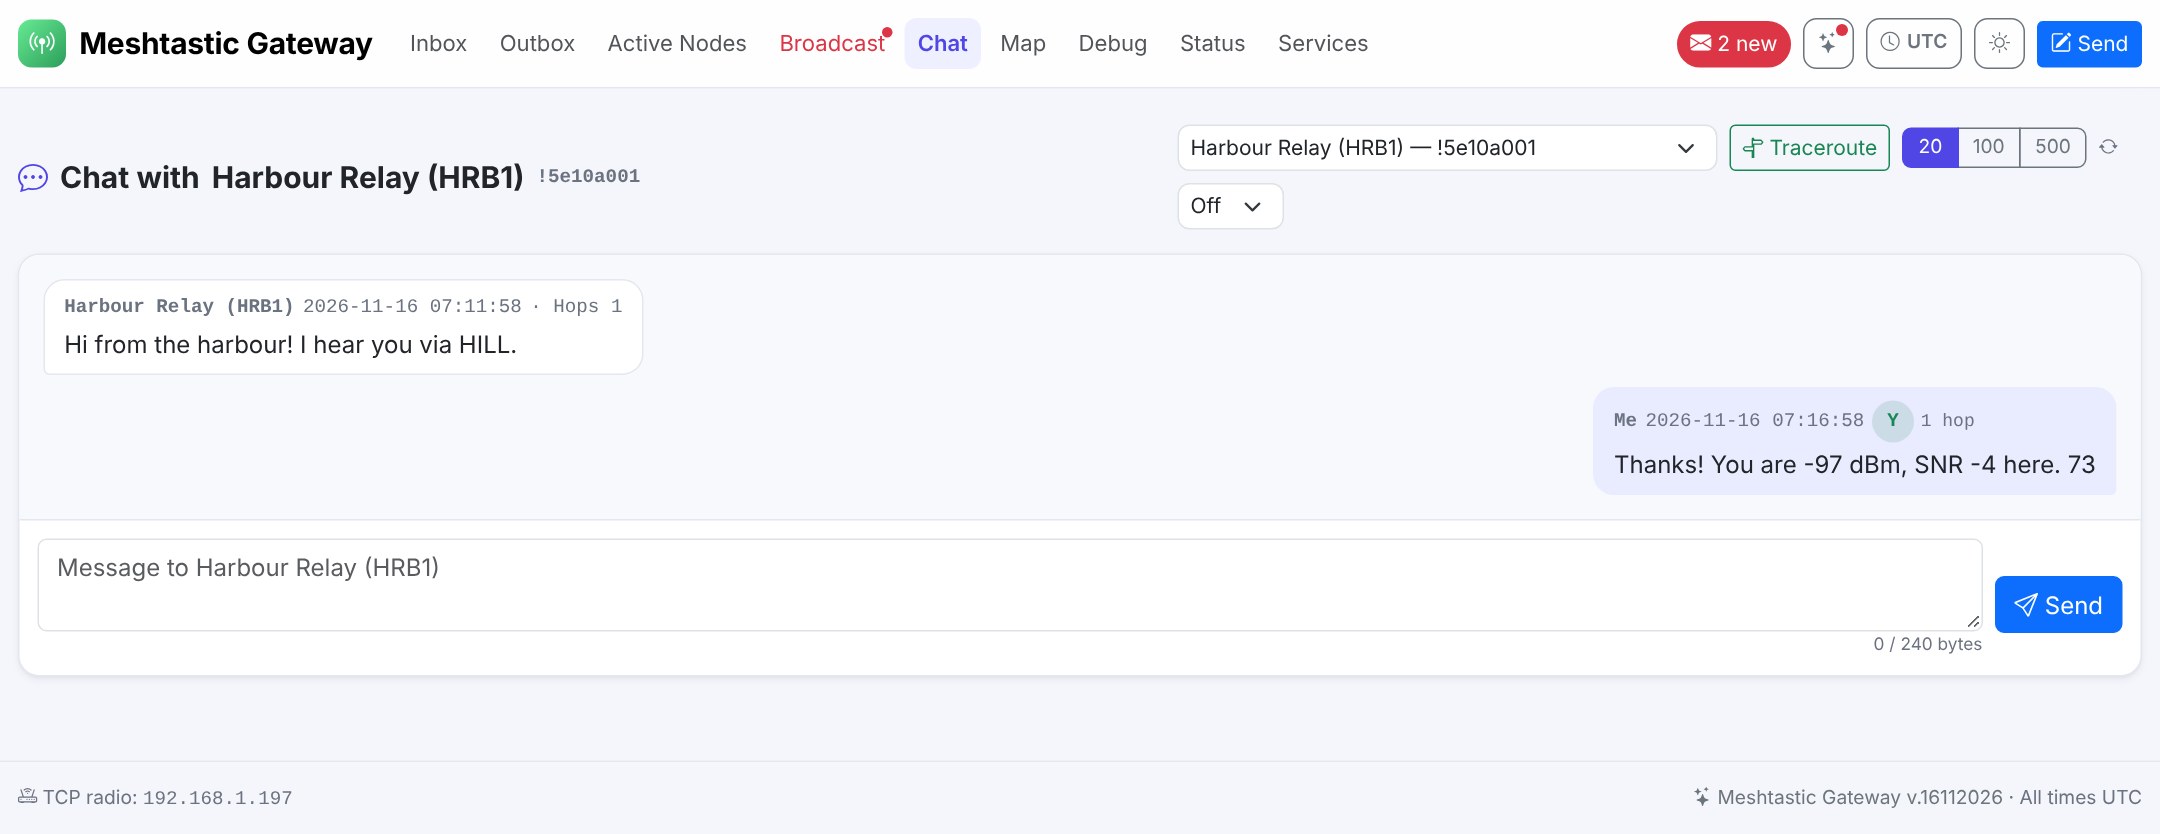 Meshtastic Gateway Inbox Outbox Active Nodes Broadcast Chat Map Debug Status Services 2 new UTC Send
Harbour Relay (HRB1) — !5e10a001 Traceroute 20 100 500
Chat with Harbour Relay (HRB1) !5e10a001
Off
Harbour Relay (HRB1) 2026-11-16 07:11:58 · Hops 1
Hi from the harbour! I hear you via HILL.
Me 2026-11-16 07:16:58 Y 1 hop
Thanks! You are -97 dBm, SNR -4 here. 73
Message to Harbour Relay (HRB1)
Send
0 / 240 bytes
TCP radio: 192.168.1.197 Meshtastic Gateway v.16112026 · All times UTC